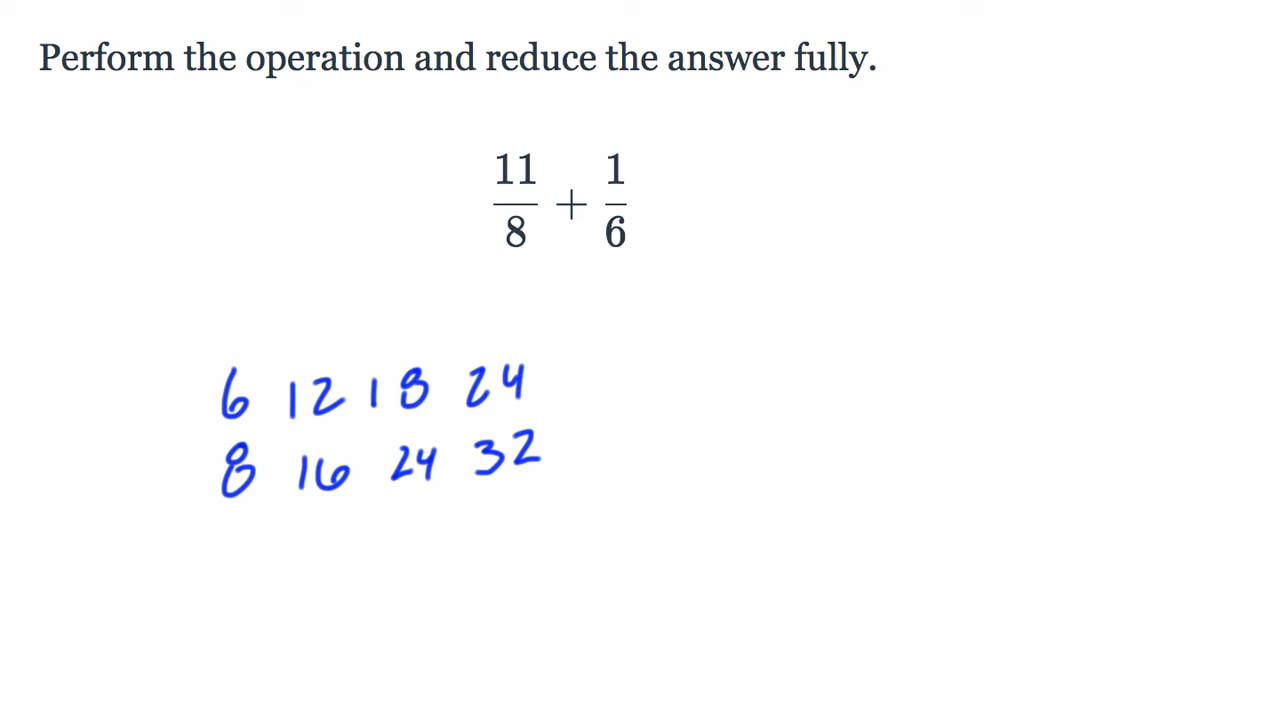 Perform the operation and reduce the answer fully.
11/8 + 1/6
6 12 18 24
8 16 24 32